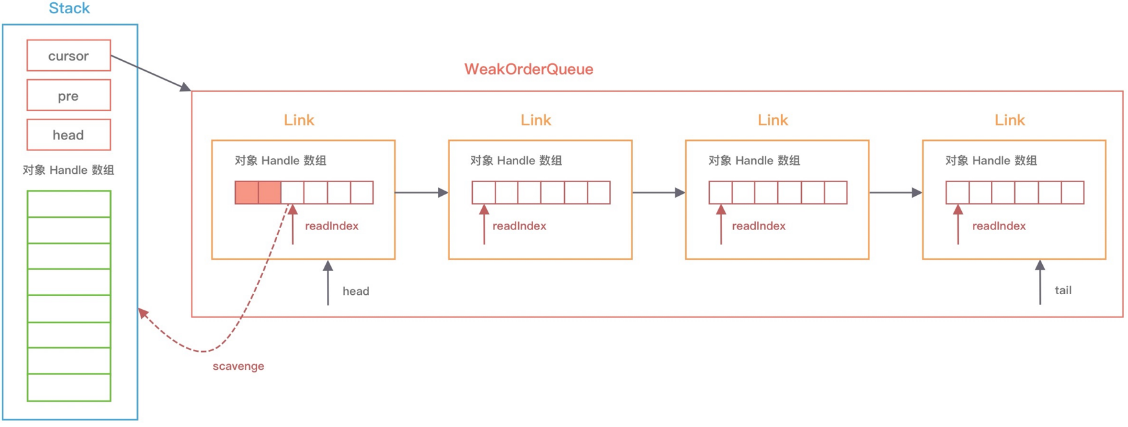 Stack
cursor
pre
head
对象 Handle 数组
WeakOrderQueue
Link
Link
Link
Link
对象 Handle 数组
对象 Handle 数组
对象 Handle 数组
对象 Handle 数组
readIndex
readIndex
readIndex
readIndex
head
tail
scavenge